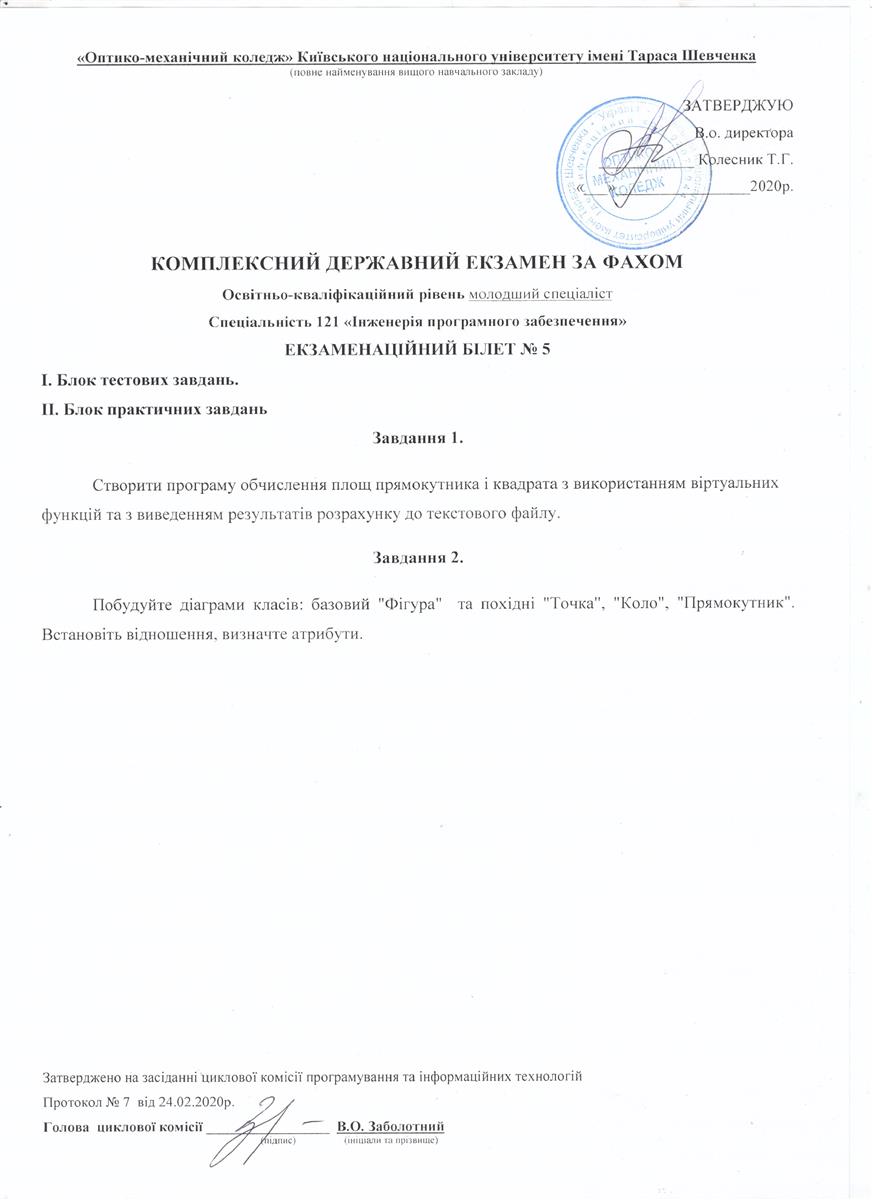 «Оптико-механічний коледж» Київського національного університету імені Тараса Шевченка
(повне найменування вищого навчального закладу)
ЗАТВЕРДЖУЮ
В.о. директора
____________ Колесник Т.Г.
«___»_________________2020р.
ОПТИКО-
МЕХАНІЧНИЙ
КОЛЕДЖ
КОМПЛЕКСНИЙ ДЕРЖАВНИЙ ЕКЗАМЕН ЗА ФАХОМ
Освітньо-кваліфікаційний рівень молодший спеціаліст
Спеціальність 121 «Інженерія програмного забезпечення»
ЕКЗАМЕНАЦІЙНИЙ БІЛЕТ № 5
І. Блок тестових завдань.
ІІ. Блок практичних завдань
Завдання 1.
Створити програму обчислення площ прямокутника і квадрата з використанням віртуальних
функцій та з виведенням результатів розрахунку до текстового файлу.
Завдання 2.
Побудуйте діаграми класів: базовий "Фігура" та похідні "Точка", "Коло", "Прямокутник".
Встановіть відношення, визначте атрибути.
Затверджено на засіданні циклової комісії програмування та інформаційних технологій
Протокол № 7 від 24.02.2020р.
Голова циклової комісії __________________ В.О. Заболотний
(підпис) (ініціали та прізвище)